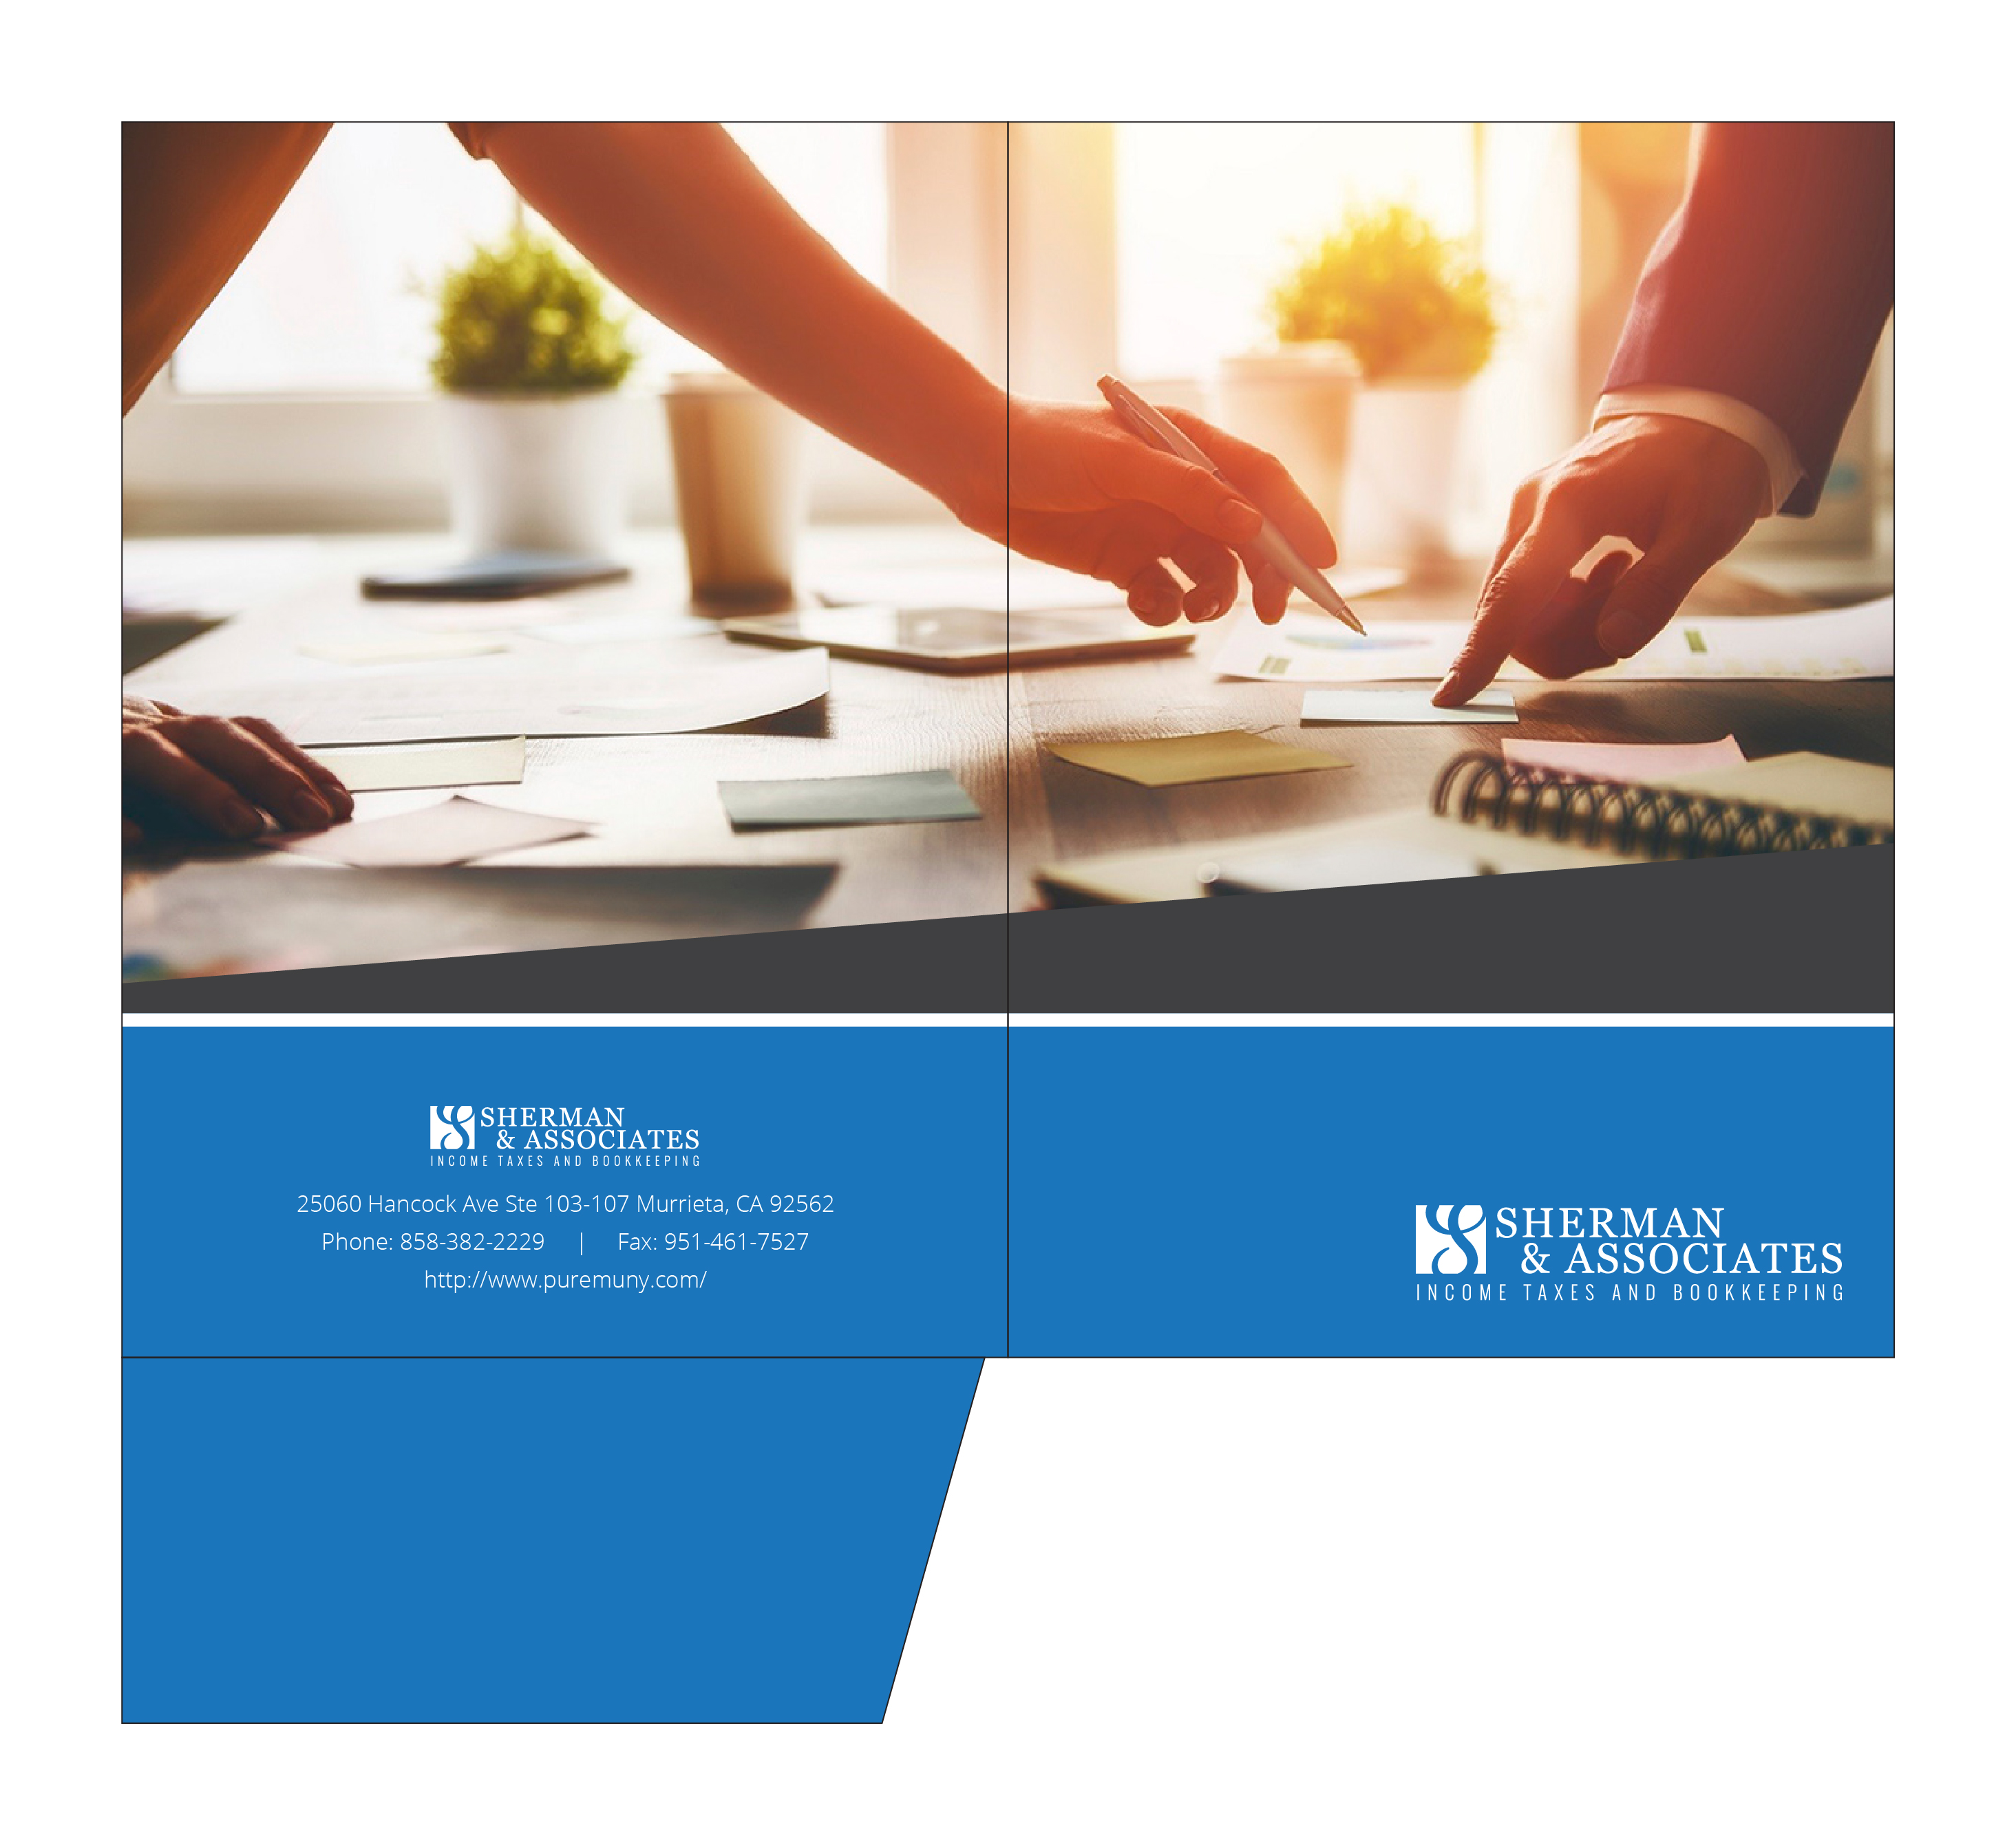 SHERMAN
& ASSOCIATES
INCOME TAXES AND BOOKKEEPING
25060 Hancock Ave Ste 103-107 Murrieta, CA 92562
Phone: 858-382-2229 | Fax: 951-461-7527
http://www.puremuny.com/
SHERMAN
& ASSOCIATES
INCOME TAXES AND BOOKKEEPING